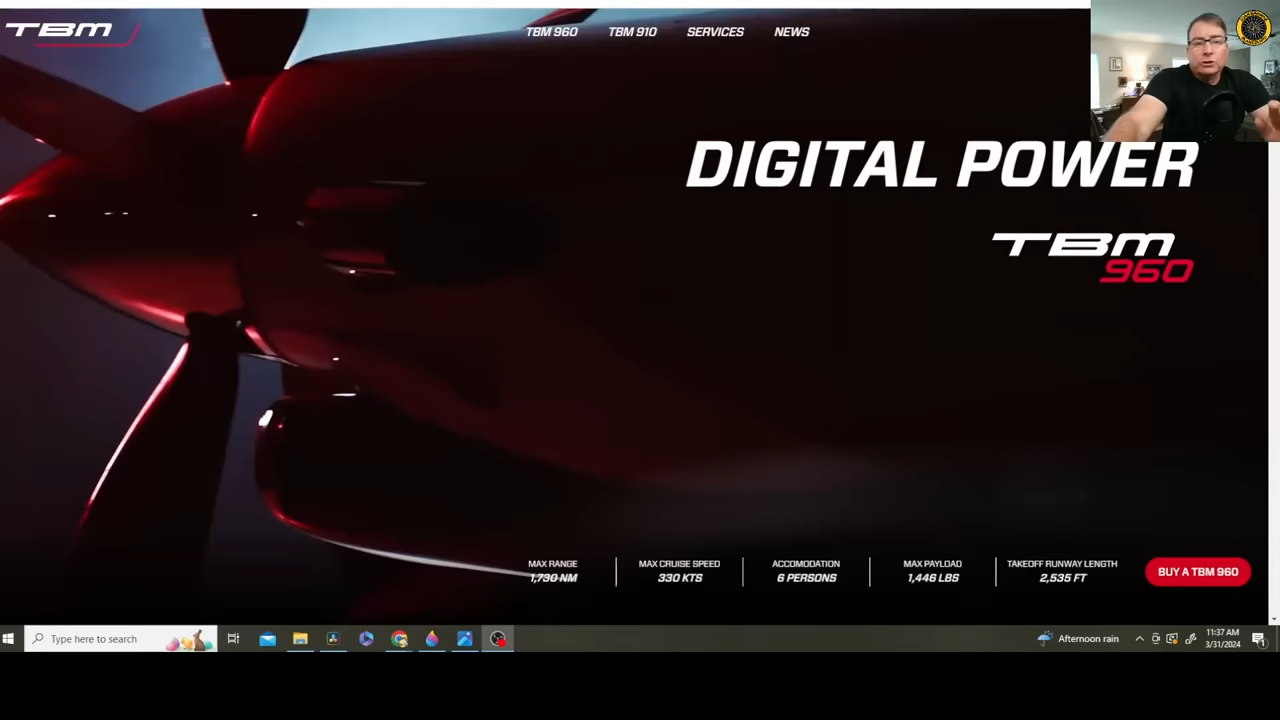 TBM
TBM 960
TBM 910
SERVICES
NEWS
DIGITAL POWER
TBM
960
MAX RANGE
1,730 NM
MAX CRUISE SPEED
330 KTS
ACCOMODATION
6 PERSONS
MAX PAYLOAD
1,446 LBS
TAKEOFF RUNWAY LENGTH
2,535 FT
BUY A TBM 960
Type here to search
Afternoon rain
11:37 AM
3/31/2024
1